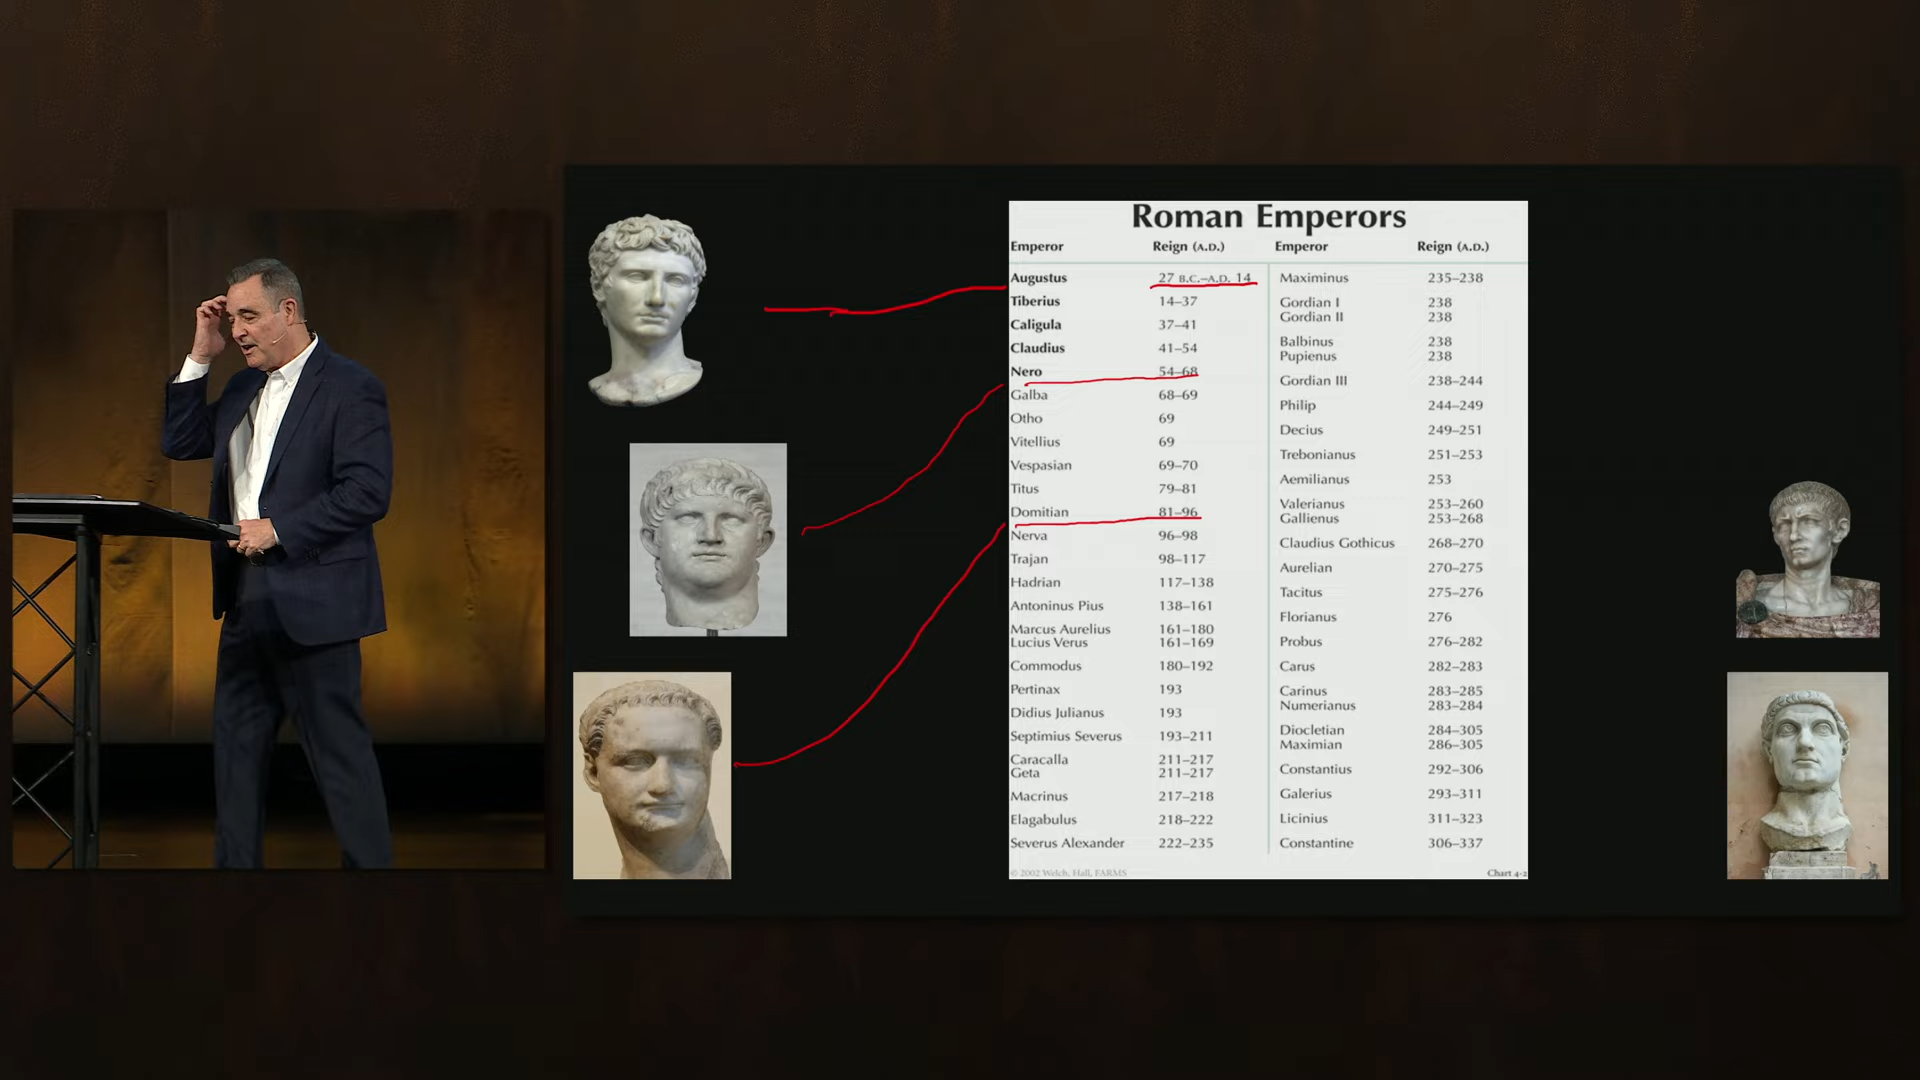 Roman Emperors
Emperor Reign (A.D.) Emperor Reign (A.D.)
Augustus 27 B.C.–A.D. 14
Tiberius 14–37
Caligula 37–41
Claudius 41–54
Nero 54–68
Galba 68–69
Otho 69
Vitellius 69
Vespasian 69–70
Titus 79–81
Domitian 81–96
Nerva 96–98
Trajan 98–117
Hadrian 117–138
Antoninus Pius 138–161
Marcus Aurelius 161–180
Lucius Verus 161–169
Commodus 180–192
Pertinax 193
Didius Julianus 193
Septimius Severus 193–211
Caracalla 211–217
Geta 211–217
Macrinus 217–218
Elagabulus 218–222
Severus Alexander 222–235
Maximinus 235–238
Gordian I 238
Gordian II 238
Balbinus 238
Pupienus 238
Gordian III 238–244
Philip 244–249
Decius 249–251
Trebonianus 251–253
Aemilianus 253
Valerianus 253–260
Gallienus 253–268
Claudius Gothicus 268–270
Aurelian 270–275
Tacitus 275–276
Florianus 276
Probus 276–282
Carus 282–283
Carinus 283–285
Numerianus 283–284
Diocletian 284–305
Maximian 286–305
Constantius 292–306
Galerius 293–311
Licinius 311–323
Constantine 306–337
© 2002 Welch, Hall, FARMS
Chart 4-2